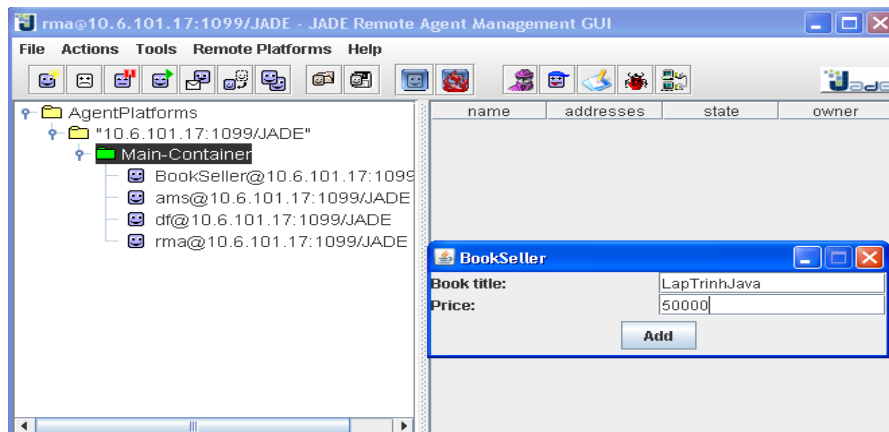 rma@10.6.101.17:1099/JADE - JADE Remote Agent Management GUI
File Actions Tools Remote Platforms Help
Jade
AgentPlatforms
name addresses state owner
"10.6.101.17:1099/JADE"
Main-Container
BookSeller@10.6.101.17:1099
ams@10.6.101.17:1099/JADE
df@10.6.101.17:1099/JADE
rma@10.6.101.17:1099/JADE
BookSeller
Book title: LapTrinhJava
Price: 50000
Add